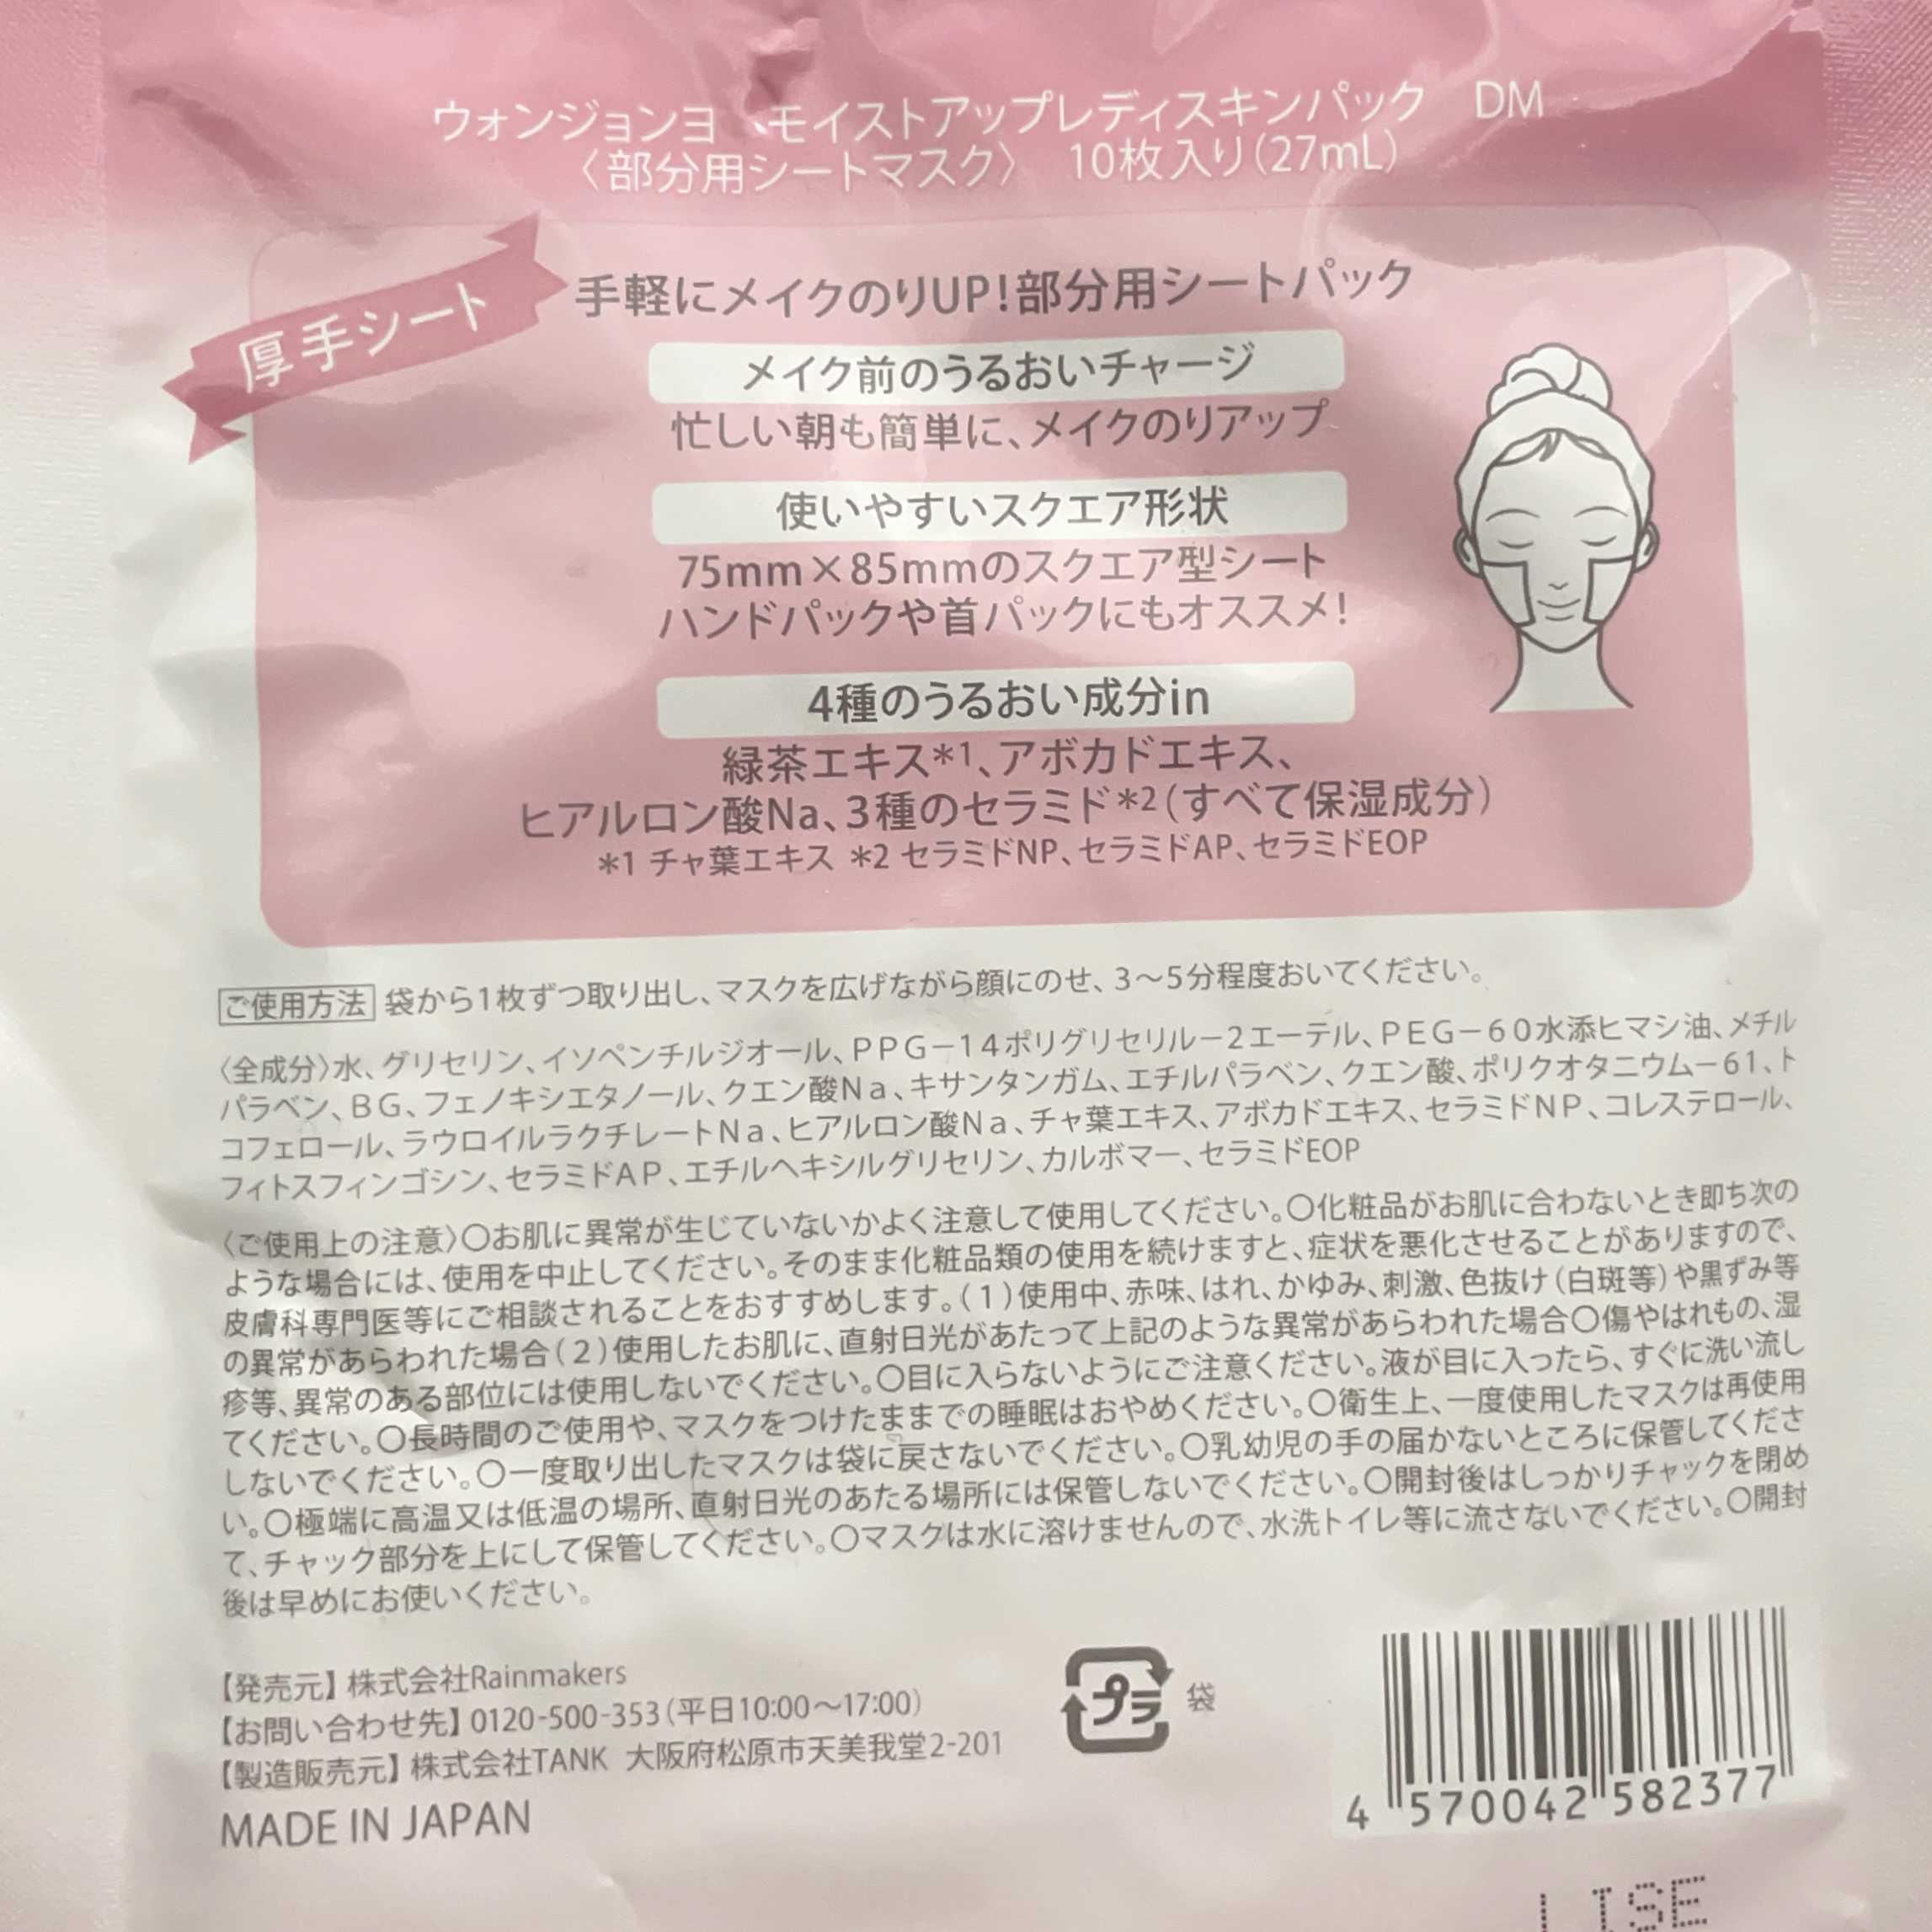 ウォンジョンヨ モイストアップレディスキンパック DM
〈部分用シートマスク〉 10枚入り(27mL)
厚手シート
手軽にメイクのりUP!部分用シートパック
メイク前のうるおいチャージ
忙しい朝も簡単に、メイクのりアップ
使いやすいスクエア形状
75mm×85mmのスクエア型シート
ハンドパックや首パックにもオススメ!
4種のうるおい成分in
緑茶エキス*1、アボカドエキス、
ヒアルロン酸Na、3種のセラミド*2(すべて保湿成分)
*1 チャ葉エキス *2 セラミドNP、セラミドAP、セラミドEOP
ご使用方法 袋から1枚ずつ取り出し、マスクを広げながら顔にのせ、3〜5分程度おいてください。
〈全成分〉水、グリセリン、イソペンチルジオール、PPG−14ポリグリセリル−2エーテル、PEG−60水添ヒマシ油、メチル
パラベン、BG、フェノキシエタノール、クエン酸Na、キサンタンガム、エチルパラベン、クエン酸、ポリクオタニウム−61、ト
コフェロール、ラウロイルラクチレートNa、ヒアルロン酸Na、チャ葉エキス、アボカドエキス、セラミドNP、コレステロール、
フィトスフィンゴシン、セラミドAP、エチルヘキシルグリセリン、カルボマー、セラミドEOP
〈ご使用上の注意〉○お肌に異常が生じていないかよく注意して使用してください。○化粧品がお肌に合わないとき即ち次の
ような場合には、使用を中止してください。そのまま化粧品類の使用を続けますと、症状を悪化させることがありますので、
皮膚科専門医等にご相談されることをおすすめします。(1)使用中、赤味、はれ、かゆみ、刺激、色抜け(白斑等)や黒ずみ等
の異常があらわれた場合(2)使用したお肌に、直射日光があたって上記のような異常があらわれた場合○傷やはれもの、湿
疹等、異常のある部位には使用しないでください。○目に入らないようにご注意ください。液が目に入ったら、すぐに洗い流し
てください。○長時間のご使用や、マスクをつけたままでの睡眠はおやめください。○衛生上、一度使用したマスクは再使用
しないでください。○一度取り出したマスクは袋に戻さないでください。○乳幼児の手の届かないところに保管してくださ
い。○極端に高温又は低温の場所、直射日光のあたる場所には保管しないでください。○開封後はしっかりチャックを閉め
て、チャック部分を上にして保管してください。○マスクは水に溶けませんので、水洗トイレ等に流さないでください。○開封
後は早めにお使いください。
【発売元】株式会社Rainmakers
【お問い合わせ先】0120-500-353(平日10:00〜17:00)
【製造販売元】株式会社TANK 大阪府松原市天美我堂2-201
MADE IN JAPAN
プラ 袋
4 570042 582377